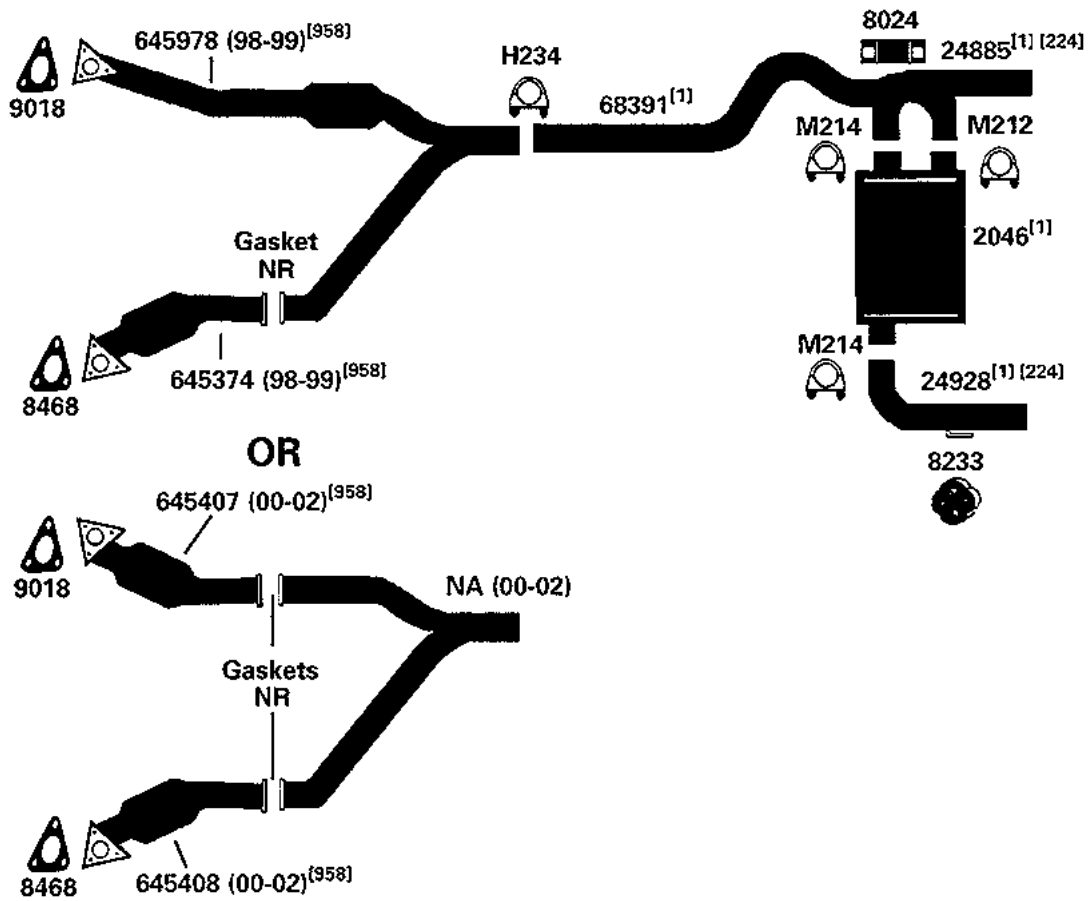 8024
645978 (98-99)[958]
24885[1] [224]
H234
9018
68391[1]
M214
M212
Gasket
NR
2046[1]
M214
645374 (98-99)[958]
24928[1] [224]
8468
OR
8233
645407 (00-02)[958]
9018
NA (00-02)
Gaskets
NR
645408 (00-02)[958]
8468